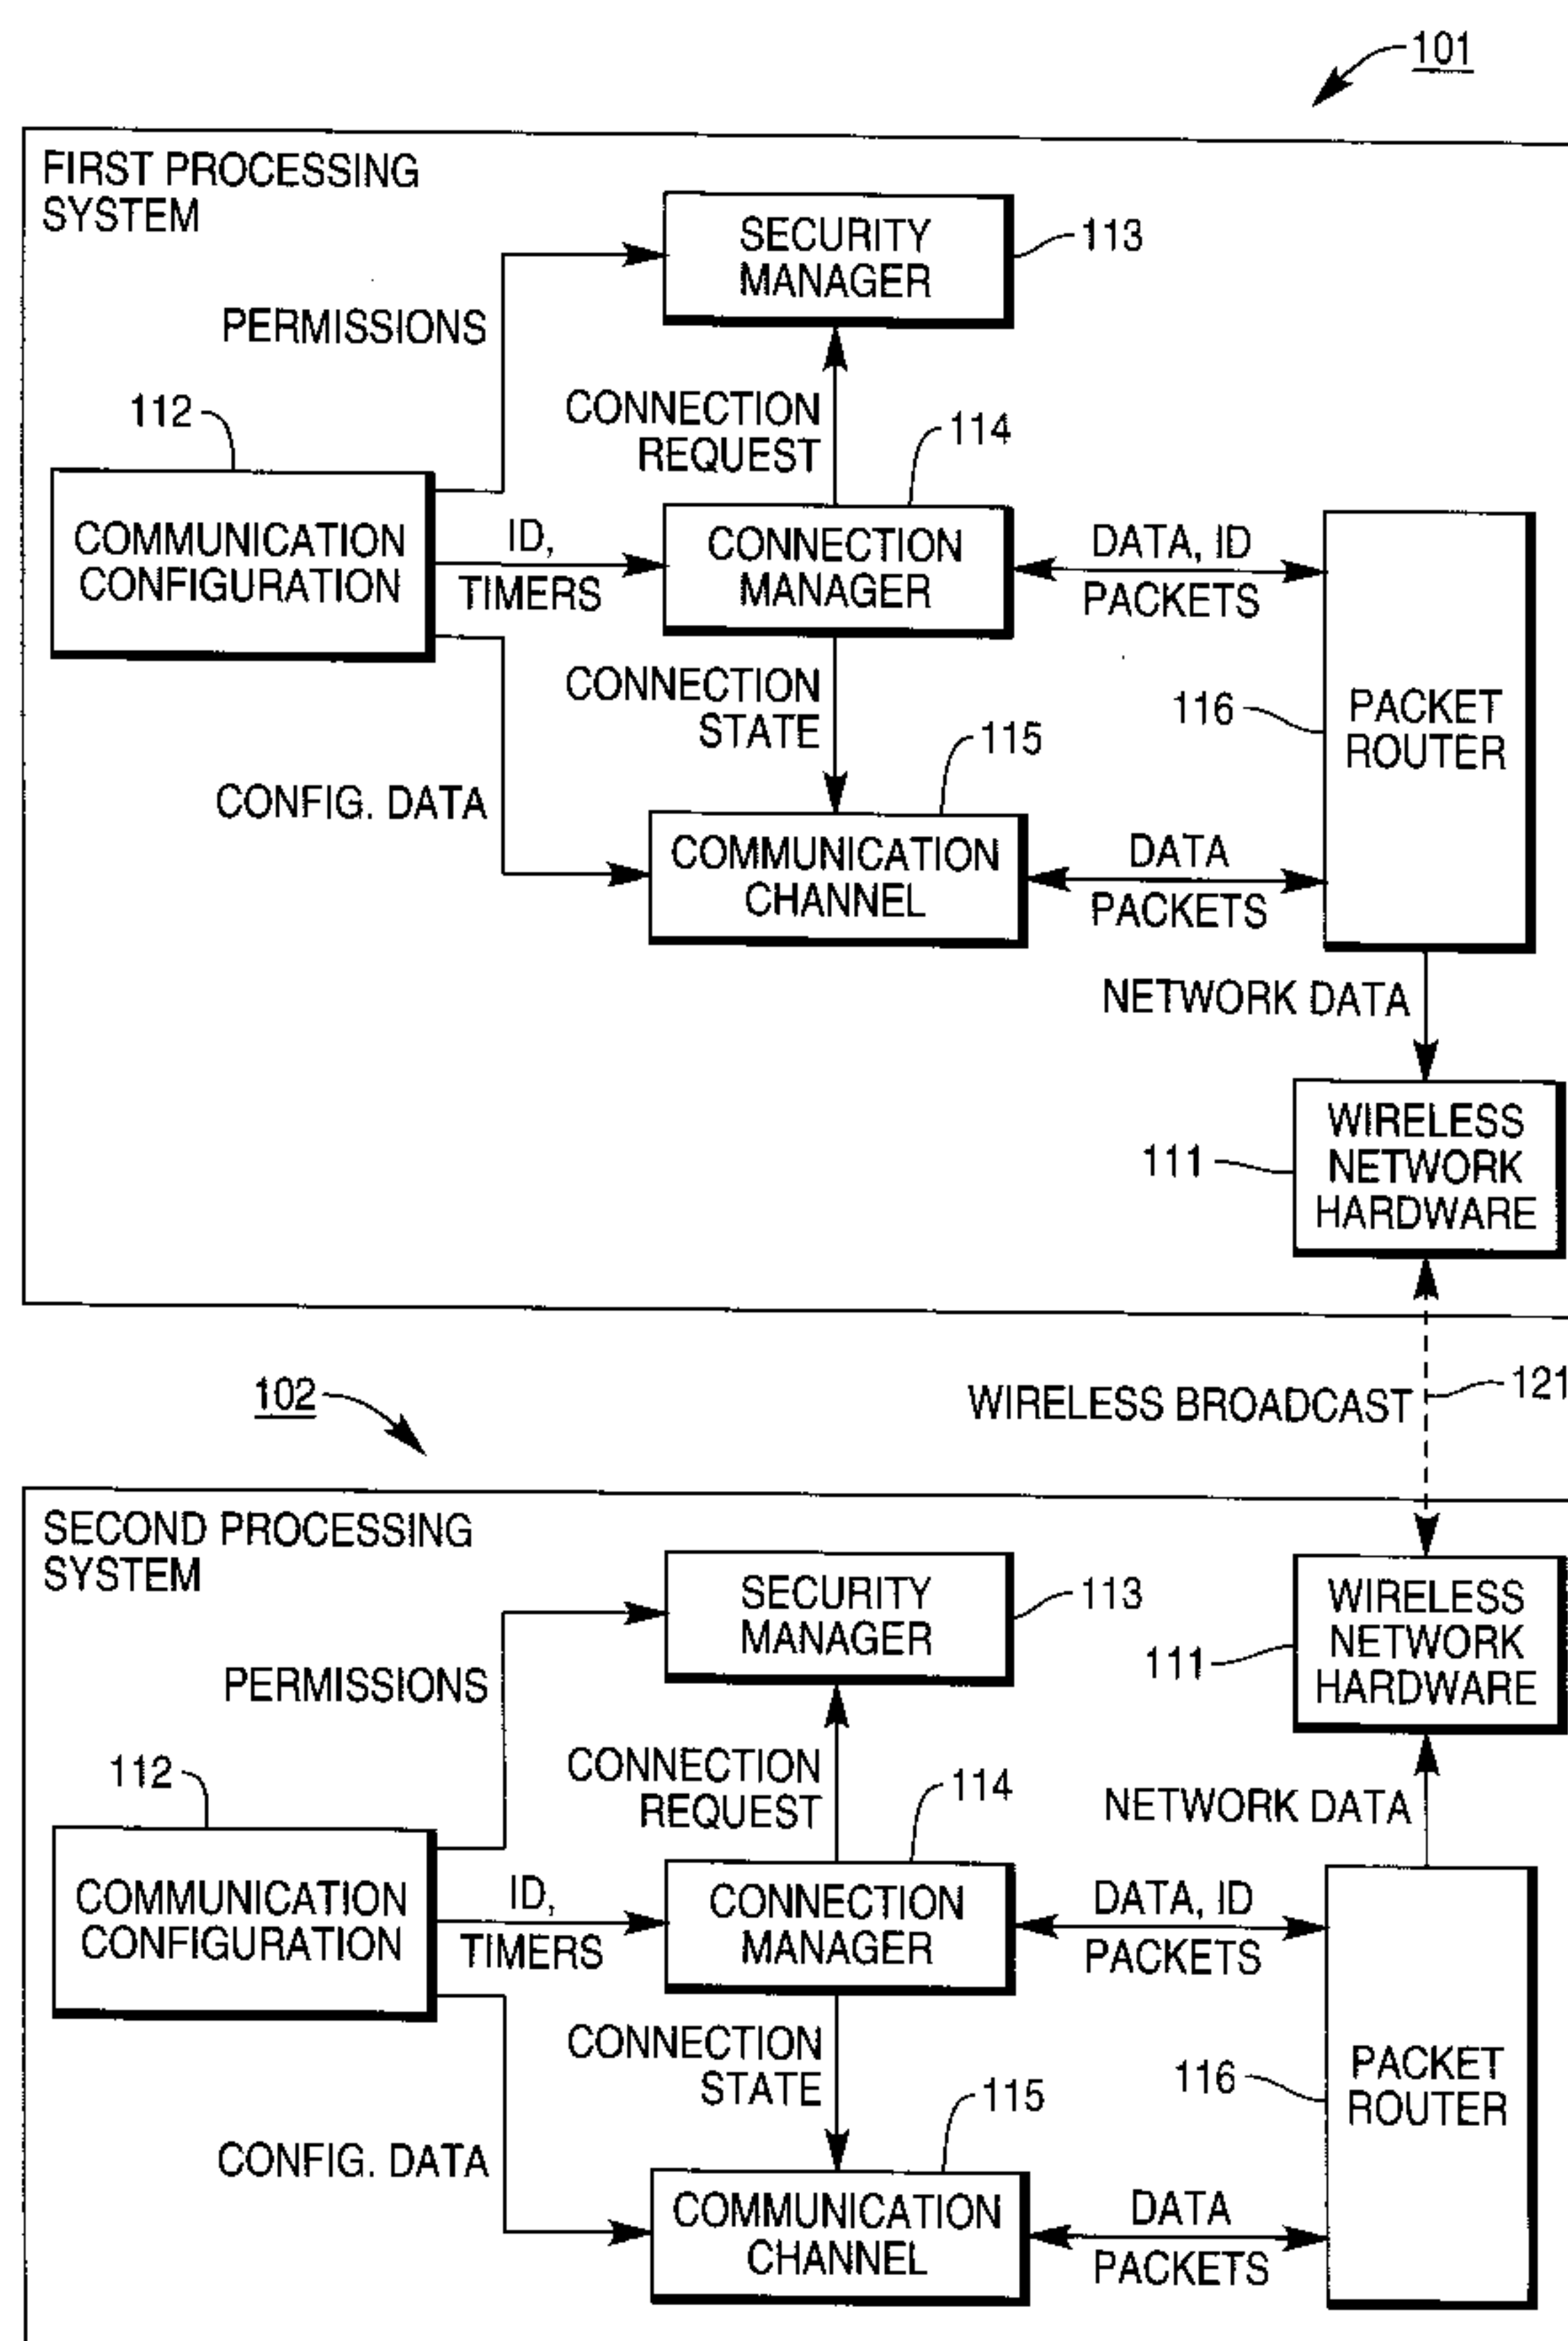 101
FIRST PROCESSING
SYSTEM
SECURITY
MANAGER
113
PERMISSIONS
112
CONNECTION
REQUEST
114
COMMUNICATION
CONFIGURATION
ID,
TIMERS
CONNECTION
MANAGER
DATA, ID
PACKETS
CONNECTION
STATE
116
PACKET
ROUTER
115
CONFIG. DATA
COMMUNICATION
CHANNEL
DATA
PACKETS
NETWORK DATA
111
WIRELESS
NETWORK
HARDWARE
102
WIRELESS BROADCAST
121
SECOND PROCESSING
SYSTEM
SECURITY
MANAGER
113
WIRELESS
NETWORK
HARDWARE
111
PERMISSIONS
112
CONNECTION
REQUEST
114
NETWORK DATA
COMMUNICATION
CONFIGURATION
ID,
TIMERS
CONNECTION
MANAGER
DATA, ID
PACKETS
CONNECTION
STATE
116
PACKET
ROUTER
115
CONFIG. DATA
COMMUNICATION
CHANNEL
DATA
PACKETS